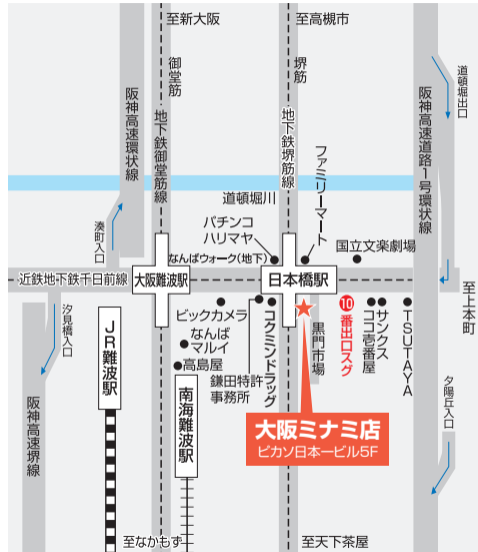 至新大阪
至高槻市
御堂筋
堺筋
道頓堀出口
阪神高速環状線
地下鉄御堂筋線
地下鉄堺筋線
阪神高速道路1号環状線
ファミリーマート
道頓堀川
湊町入口
パチンコ
ハリマヤ
なんばウォーク(地下)
国立文楽劇場
近鉄地下鉄千日前線
大阪難波駅
日本橋駅
至上本町
汐見橋入口
ビックカメラ
なんば
マルイ
高島屋
鎌田特許
事務所
コクミンドラッグ
黒門市場
10番出口スグ
サンクス
ココ壱番屋
TSUTAYA
JR難波駅
南海難波駅
阪神高速堺線
夕陽丘入口
大阪ミナミ店
ピカソ日本一ビル5F
至なかもず
至天下茶屋